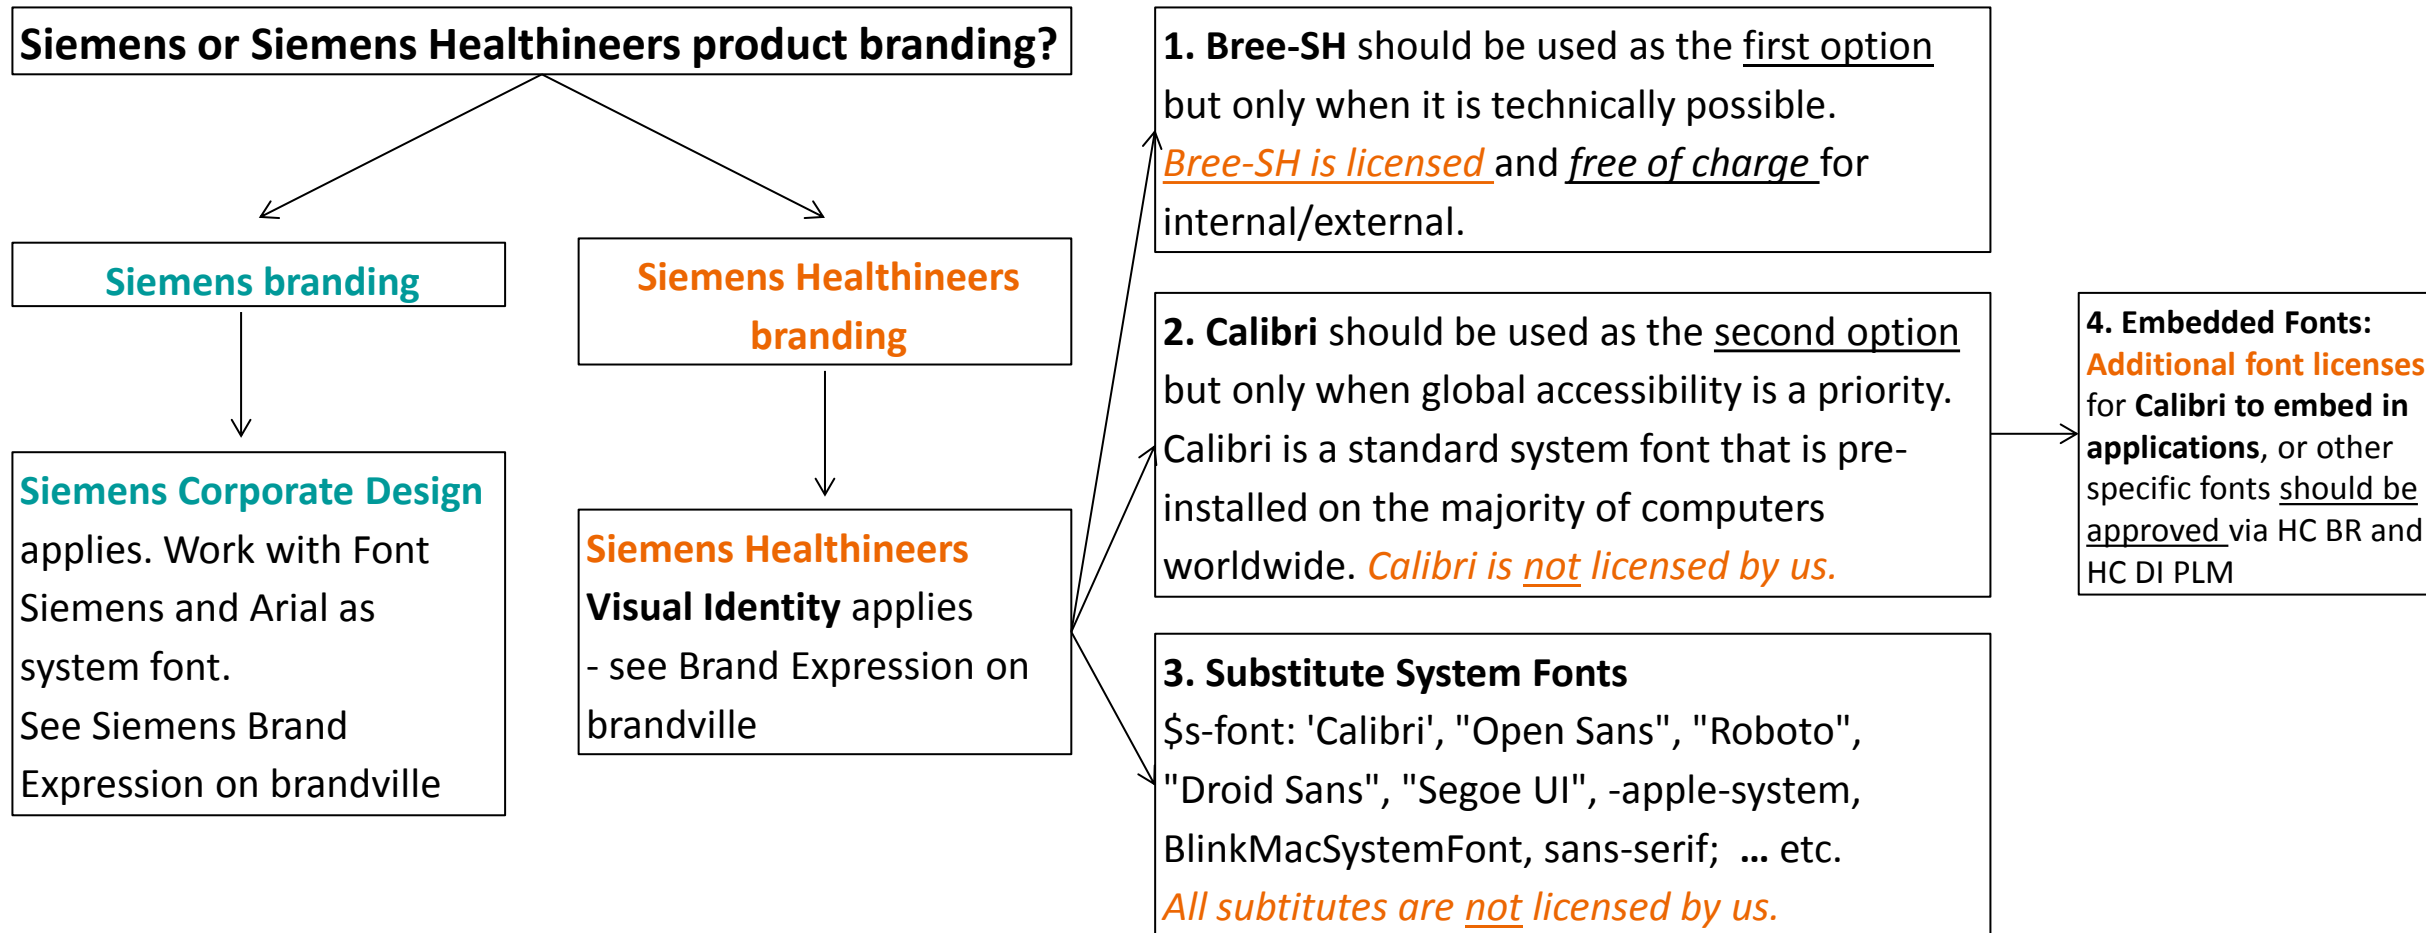 Siemens or Siemens Healthineers product branding?
Siemens branding
Siemens Corporate Design
applies. Work with Font
Siemens and Arial as
system font.
See Siemens Brand
Expression on brandville
Siemens Healthineers
branding
Siemens Healthineers
Visual Identity applies
- see Brand Expression on
brandville
1. Bree-SH should be used as the first option
but only when it is technically possible.
Bree-SH is licensed and free of charge for
internal/external.
2. Calibri should be used as the second option
but only when global accessibility is a priority.
Calibri is a standard system font that is pre-
installed on the majority of computers
worldwide. Calibri is not licensed by us.
3. Substitute System Fonts
$s-font: 'Calibri', "Open Sans", "Roboto",
"Droid Sans", "Segoe UI", -apple-system,
BlinkMacSystemFont, sans-serif; ... etc.
All subtitutes are not licensed by us.
4. Embedded Fonts:
Additional font licenses
for Calibri to embed in
applications, or other
specific fonts should be
approved via HC BR and
HC DI PLM